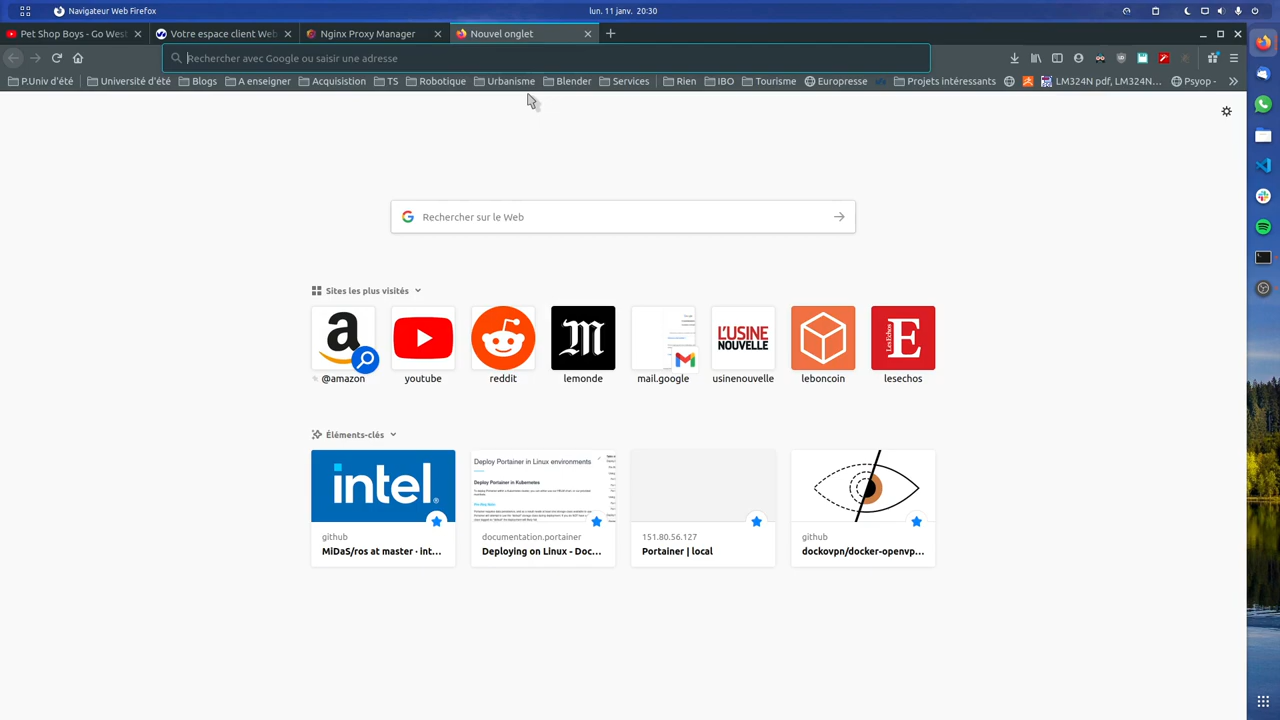 Navigateur Web Firefox
lun. 11 janv. 20:30
Pet Shop Boys - Go West
Votre espace client Web
Nginx Proxy Manager
Nouvel onglet
Rechercher avec Google ou saisir une adresse
P.Univ d'été
Université d'été
Blogs
A enseigner
Acquisistion
TS
Robotique
Urbanisme
Blender
Services
Rien
IBO
Tourisme
Europresse
Projets intéressants
LM324N pdf, LM324N...
Psyop -
Rechercher sur le Web
Sites les plus visités
@amazon
youtube
reddit
lemonde
mail.google
L'USINE
NOUVELLE
usinenouvelle
leboncoin
Les Echos
lesechos
Éléments-clés
intel.
github
MiDaS/ros at master · int...
Deploy Portainer in Linux environments
Deploy Portainer in Kubernetes
documentation.portainer
Deploying on Linux - Doc...
151.80.56.127
Portainer | local
github
dockovpn/docker-openvp...